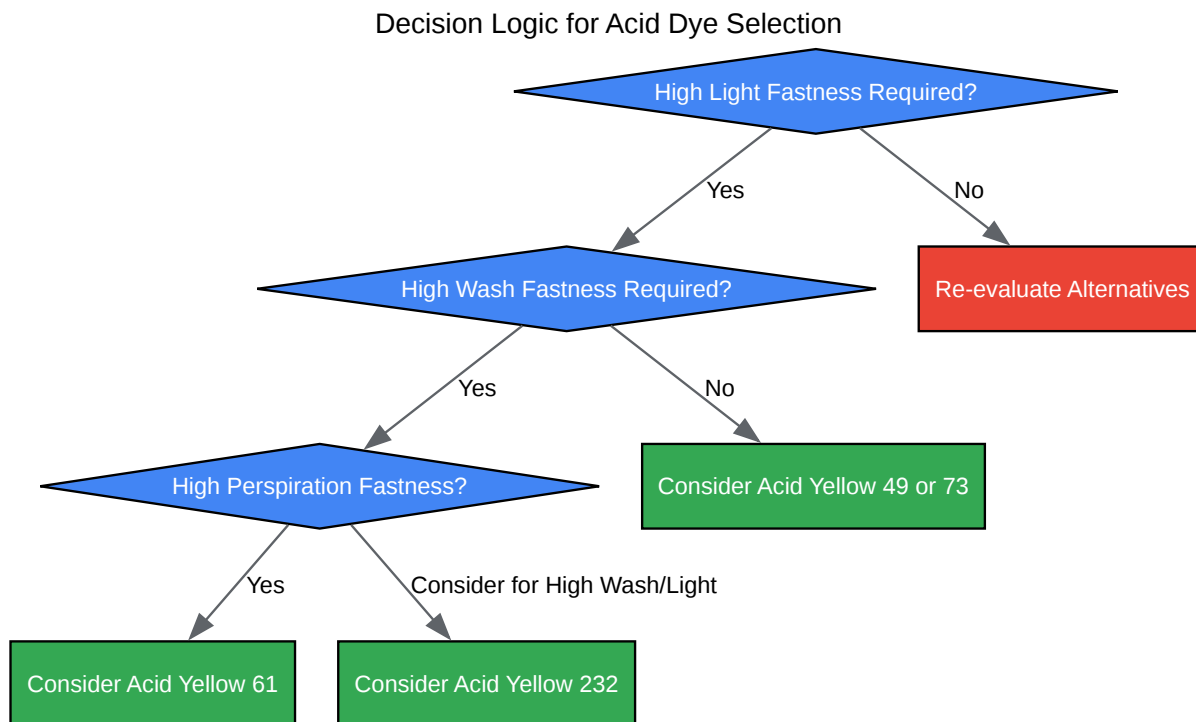 Decision Logic for Acid Dye Selection
High Light Fastness Required?
Yes
No
High Wash Fastness Required?
Re-evaluate Alternatives
Yes
No
High Perspiration Fastness?
Consider Acid Yellow 49 or 73
Yes
Consider for High Wash/Light
Consider Acid Yellow 61
Consider Acid Yellow 232